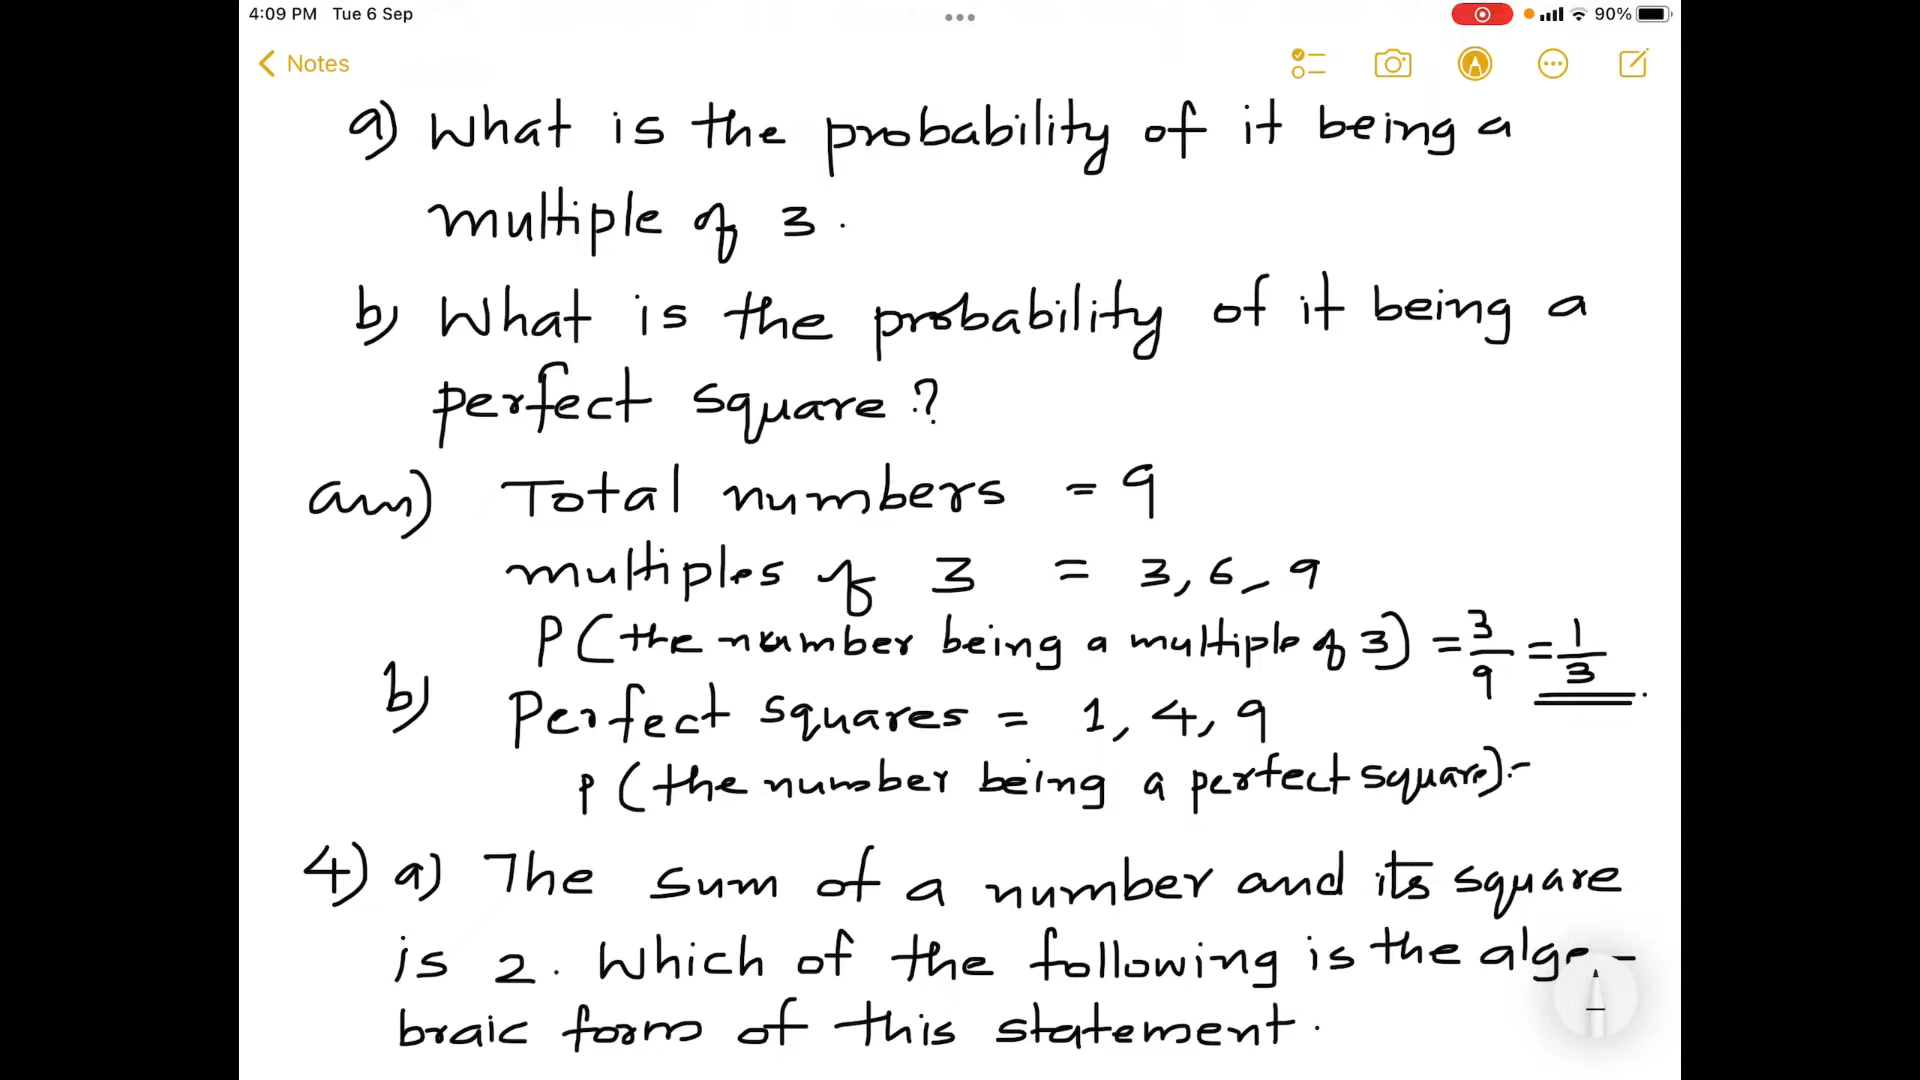 4:09 PM Tue 6 Sep
90%
Notes
a) What is the probability of it being a
multiple of 3.
b) What is the probability of it being a
perfect square?
ans) Total numbers = 9
multiples of 3 = 3, 6, 9
P(the number being a multiple of 3) = 3/9 = 1/3
b) Perfect squares = 1, 4, 9
P (the number being a perfect square) =
4) a) The sum of a number and its square
is 2. Which of the following is the alge-
braic form of this statement.